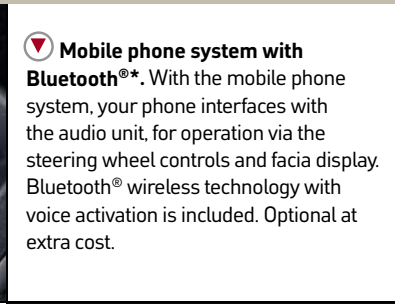 Mobile phone system with
Bluetooth®*. With the mobile phone
system, your phone interfaces with
the audio unit, for operation via the
steering wheel controls and facia display.
Bluetooth® wireless technology with
voice activation is included. Optional at
extra cost.